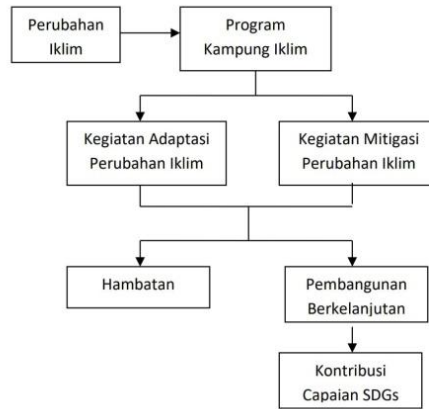 Perubahan
Iklim
Program
Kampung Iklim
Kegiatan Adaptasi
Perubahan Iklim
Kegiatan Mitigasi
Perubahan Iklim
Hambatan
Pembangunan
Berkelanjutan
Kontribusi
Capaian SDGs